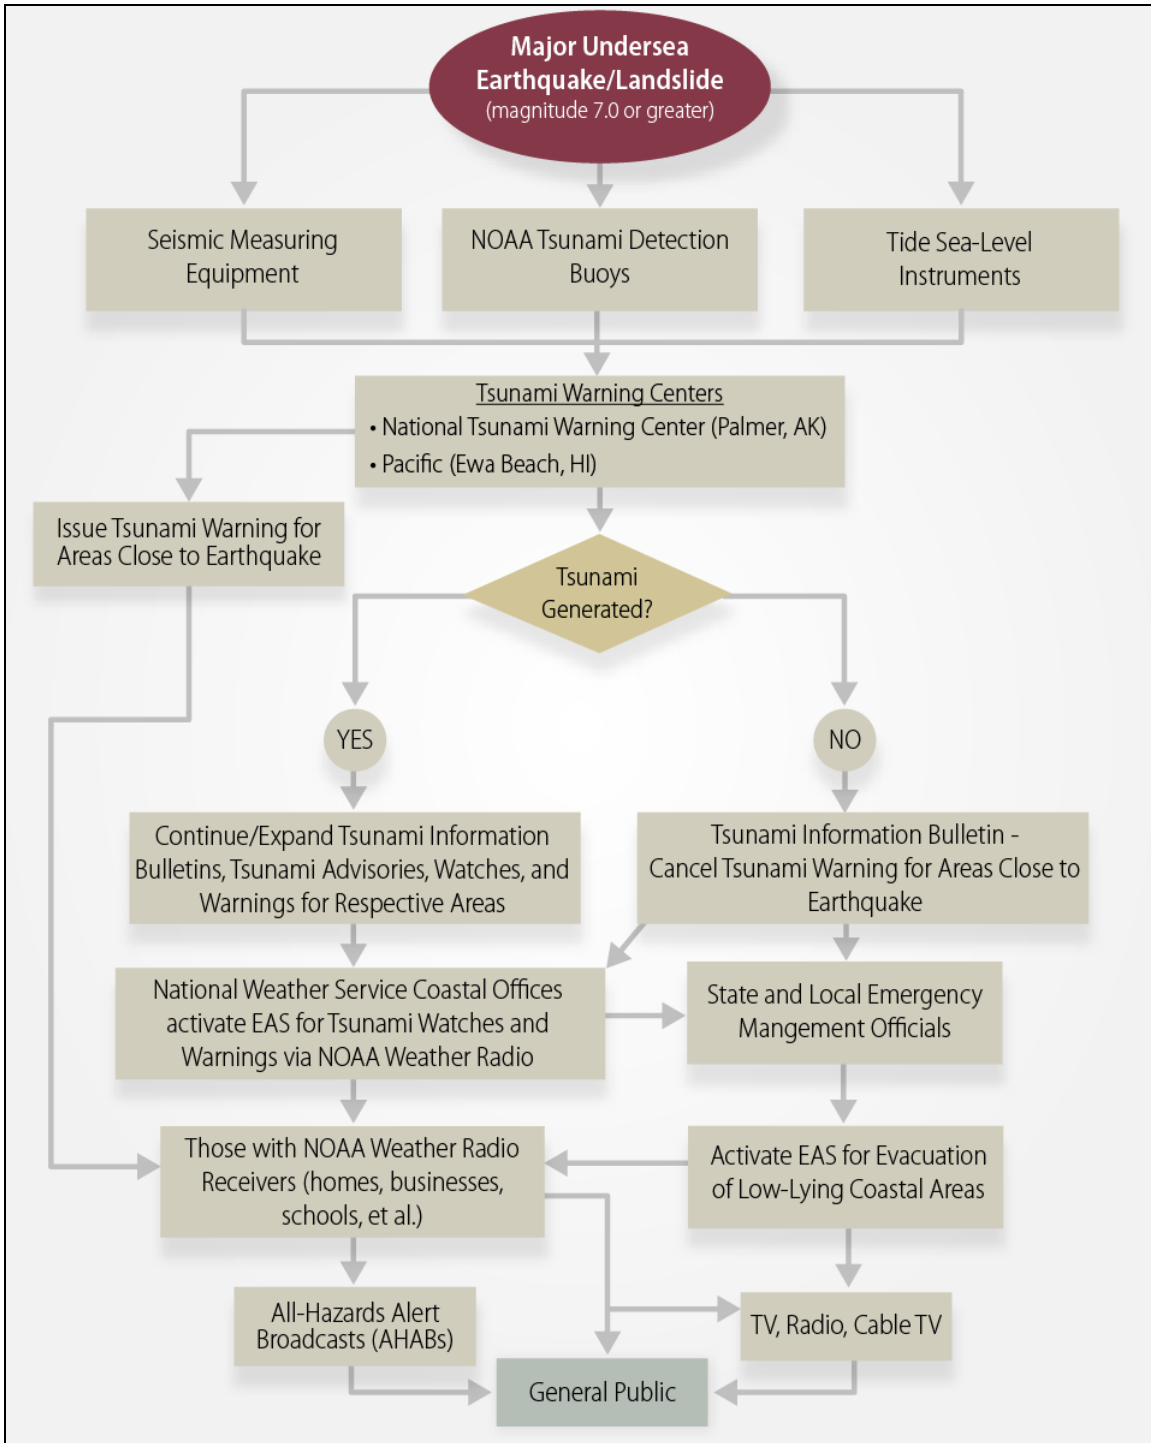 Major Undersea
Earthquake/Landslide
(magnitude 7.0 or greater)
Seismic Measuring
Equipment
NOAA Tsunami Detection
Buoys
Tide Sea-Level
Instruments
Tsunami Warning Centers
• National Tsunami Warning Center (Palmer, AK)
• Pacific (Ewa Beach, HI)
Issue Tsunami Warning for
Areas Close to Earthquake
Tsunami
Generated?
YES
NO
Continue/Expand Tsunami Information
Bulletins, Tsunami Advisories, Watches, and
Warnings for Respective Areas
Tsunami Information Bulletin -
Cancel Tsunami Warning for Areas Close to
Earthquake
National Weather Service Coastal Offices
activate EAS for Tsunami Watches and
Warnings via NOAA Weather Radio
State and Local Emergency
Mangement Officials
Those with NOAA Weather Radio
Receivers (homes, businesses,
schools, et al.)
Activate EAS for Evacuation
of Low-Lying Coastal Areas
All-Hazards Alert
Broadcasts (AHABs)
TV, Radio, Cable TV
General Public